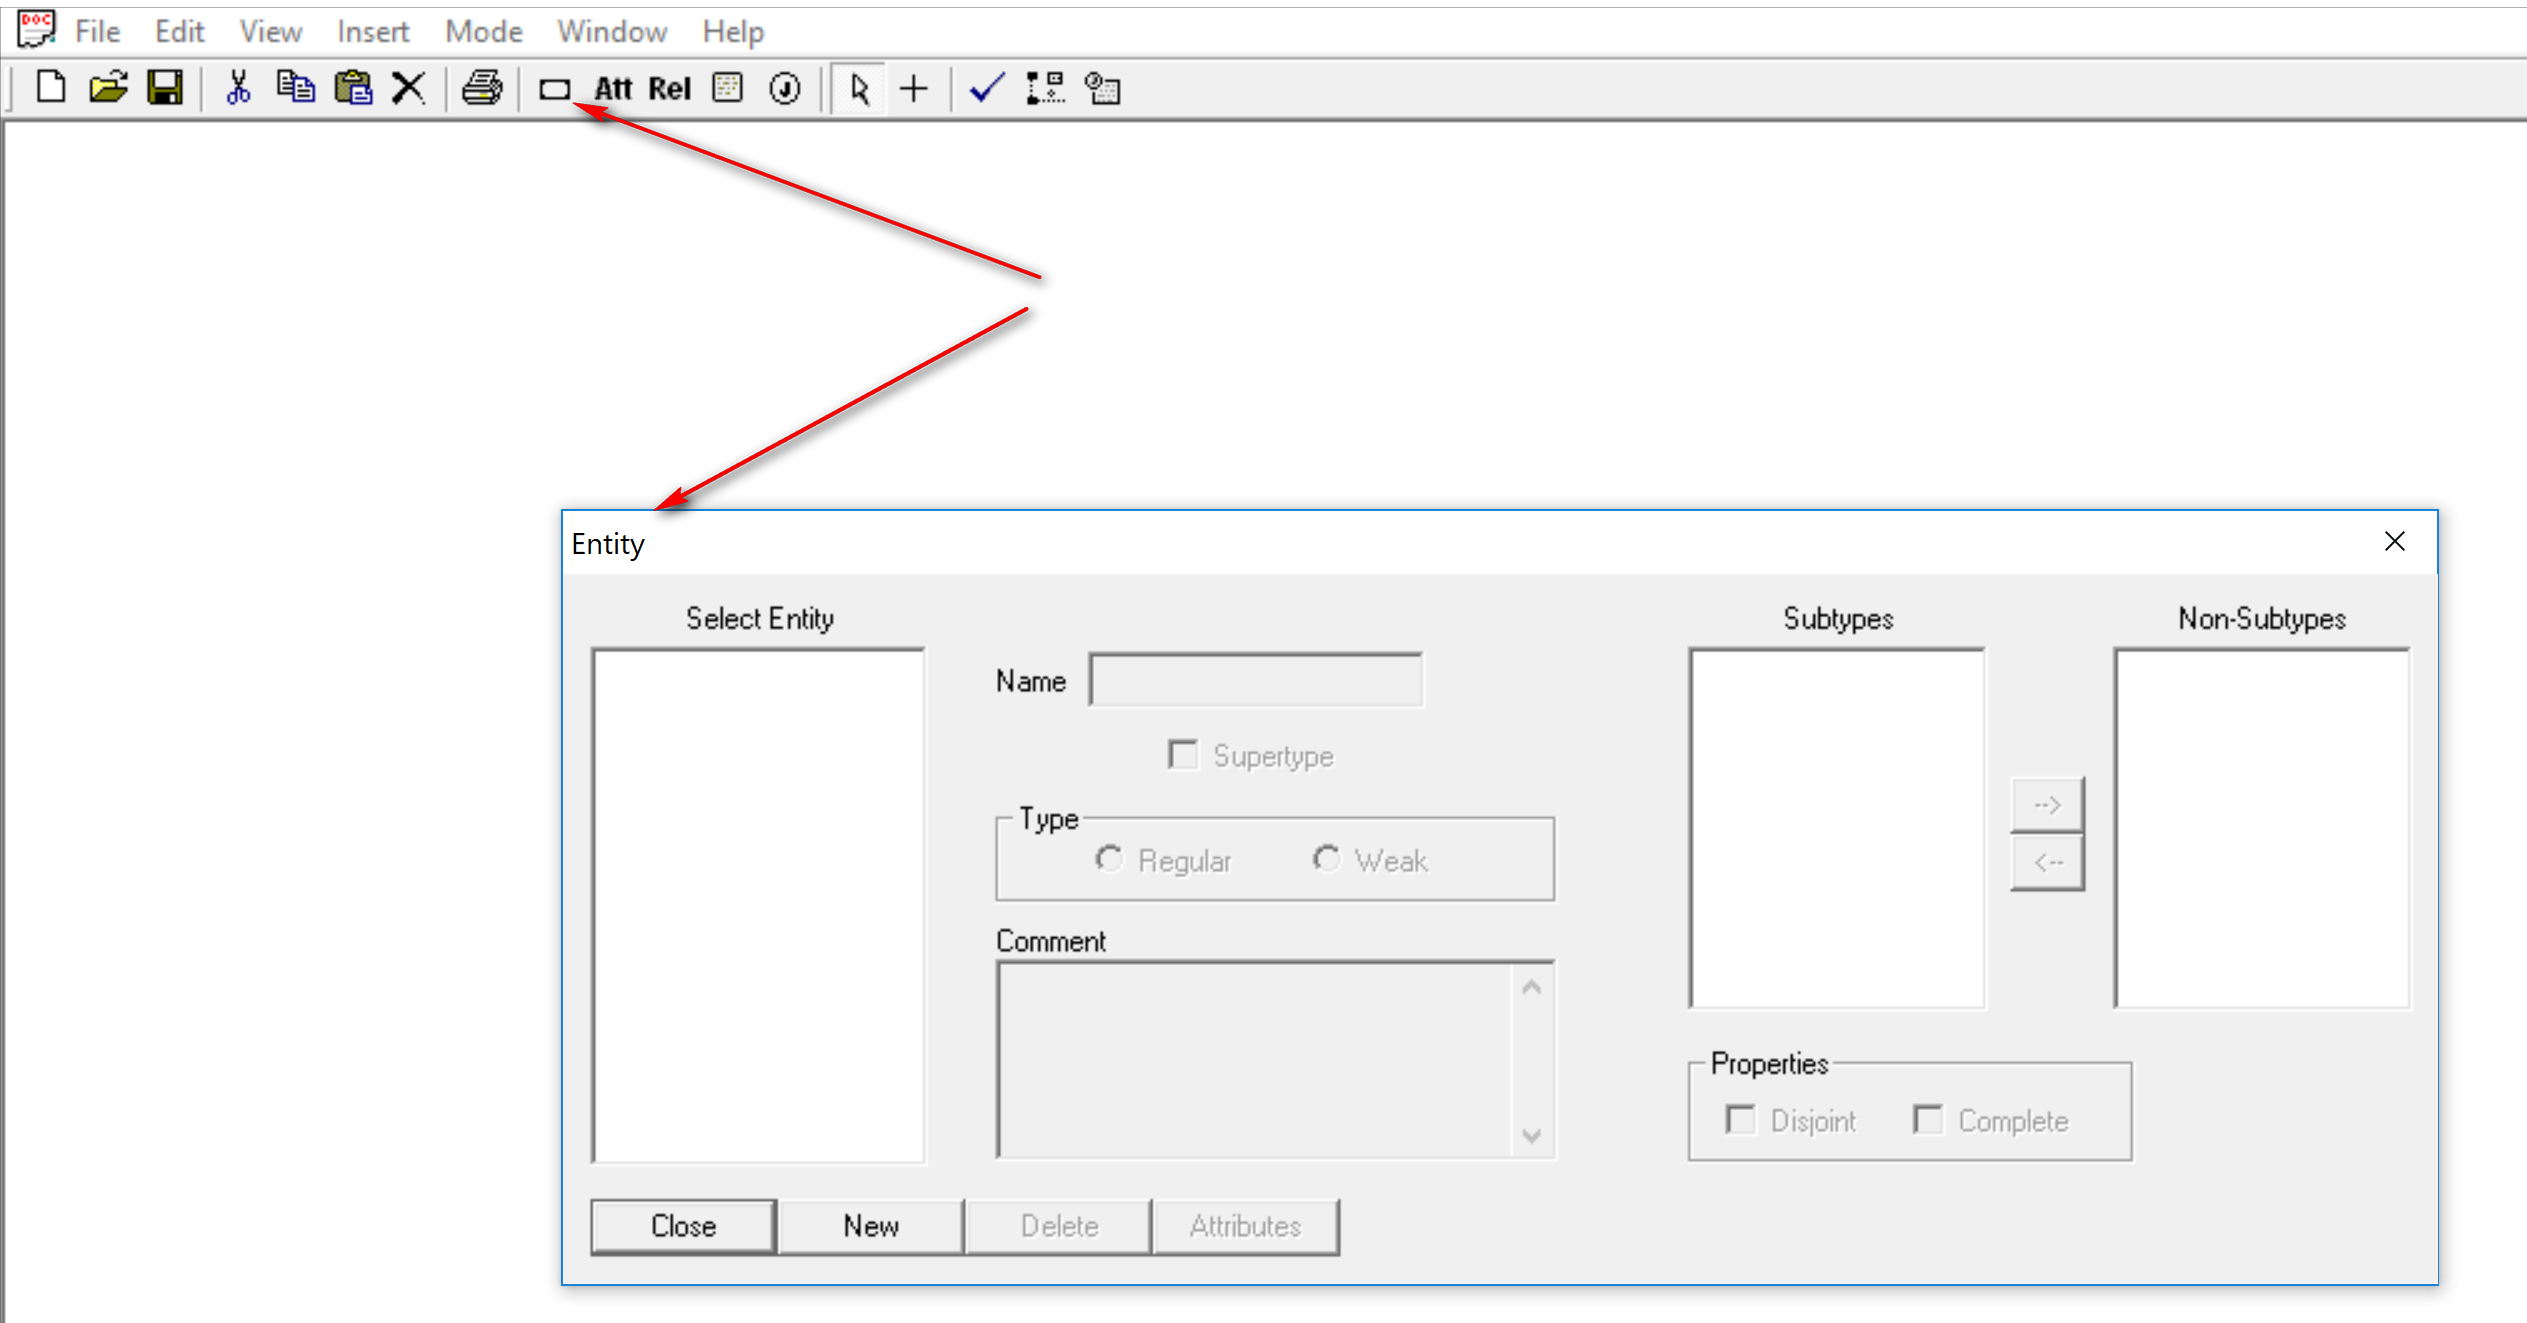 DOC File Edit View Insert Mode Window Help
Att Rel J
Entity
Select Entity
Subtypes
Non-Subtypes
Name
Supertype
-->
Type
Regular Weak
<--
Comment
Properties
Disjoint Complete
Close New Delete Attributes